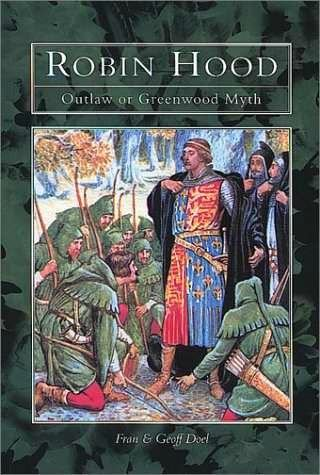 ROBIN HOOD
Outlaw or Greenwood Myth
Fran & Geoff Doel